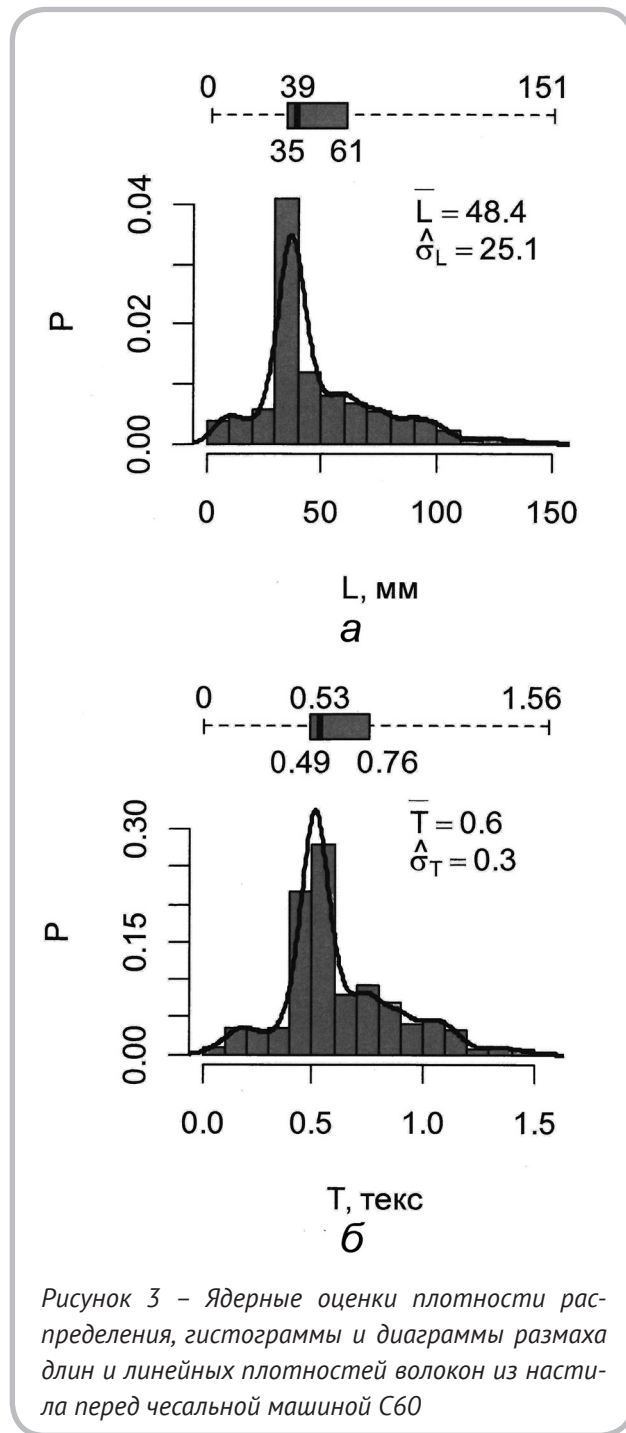 0 39 151
35 61
L̄ = 48.4
σ̂L = 25.1
0.04
0.02
0.00
P
0 50 100 150
L, мм
а
0 0.53 1.56
0.49 0.76
T̄ = 0.6
σ̂T = 0.3
0.30
0.15
0.00
P
0.0 0.5 1.0 1.5
T, текс
б
Рисунок 3 – Ядерные оценки плотности рас-
пределения, гистограммы и диаграммы размаха
длин и линейных плотностей волокон из насти-
ла перед чесальной машиной С60